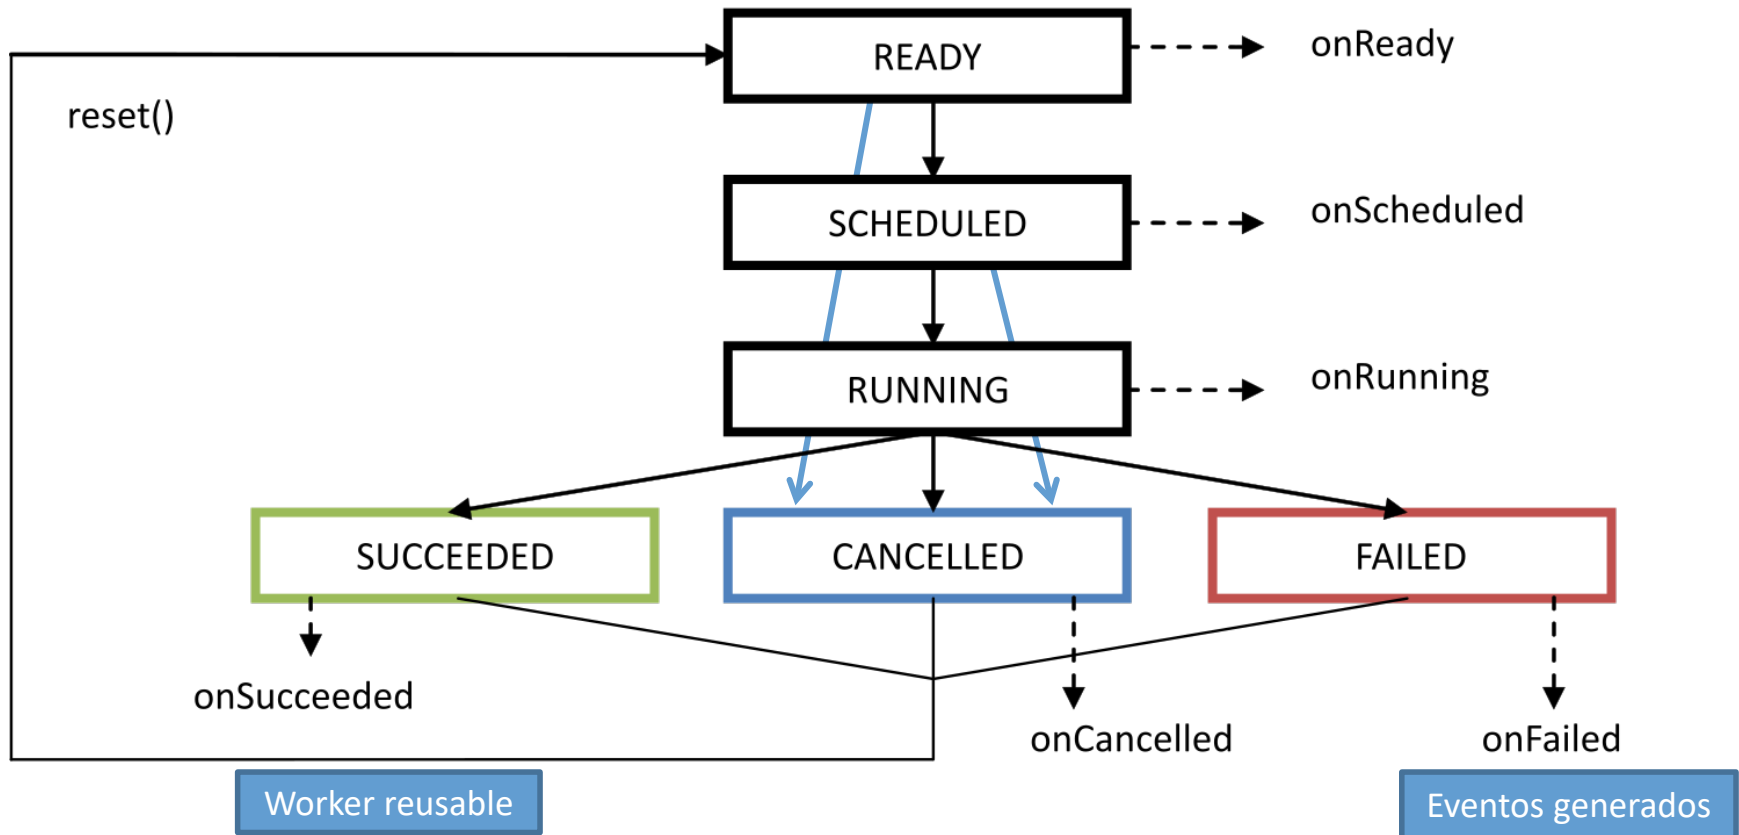 READY
onReady
reset()
SCHEDULED
onScheduled
RUNNING
onRunning
SUCCEEDED
CANCELLED
FAILED
onSucceeded
onCancelled
onFailed
Worker reusable
Eventos generados